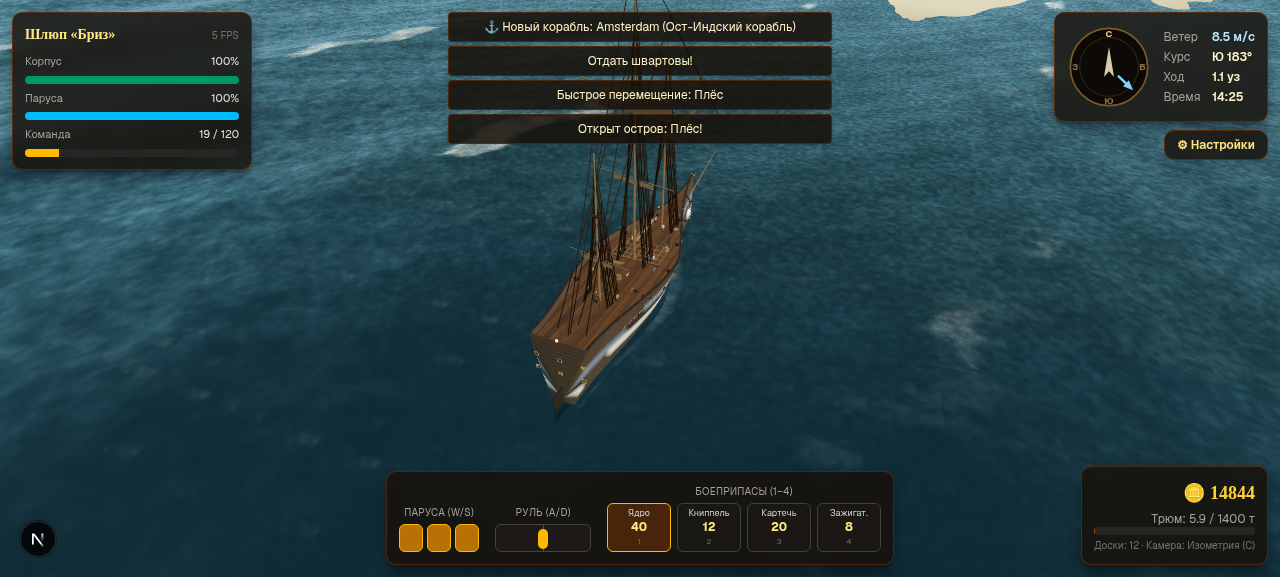 Шлюп «Бриз»
5 FPS
Корпус 100%
Паруса 100%
Команда 19 / 120
⚓ Новый корабль: Amsterdam (Ост-Индский корабль)
Отдать швартовы!
Быстрое перемещение: Плёс
Открыт остров: Плёс!
С
З В
Ю
Ветер 8.5 м/с
Курс Ю 183°
Ход 1.1 уз
Время 14:25
⚙ Настройки
ПАРУСА (W/S)
РУЛЬ (A/D)
БОЕПРИПАСЫ (1–4)
Ядро
40
1
Книппель
12
2
Картечь
20
3
Зажигат.
8
4
N
14844
Трюм: 5.9 / 1400 т
Доски: 12 · Камера: Изометрия (C)